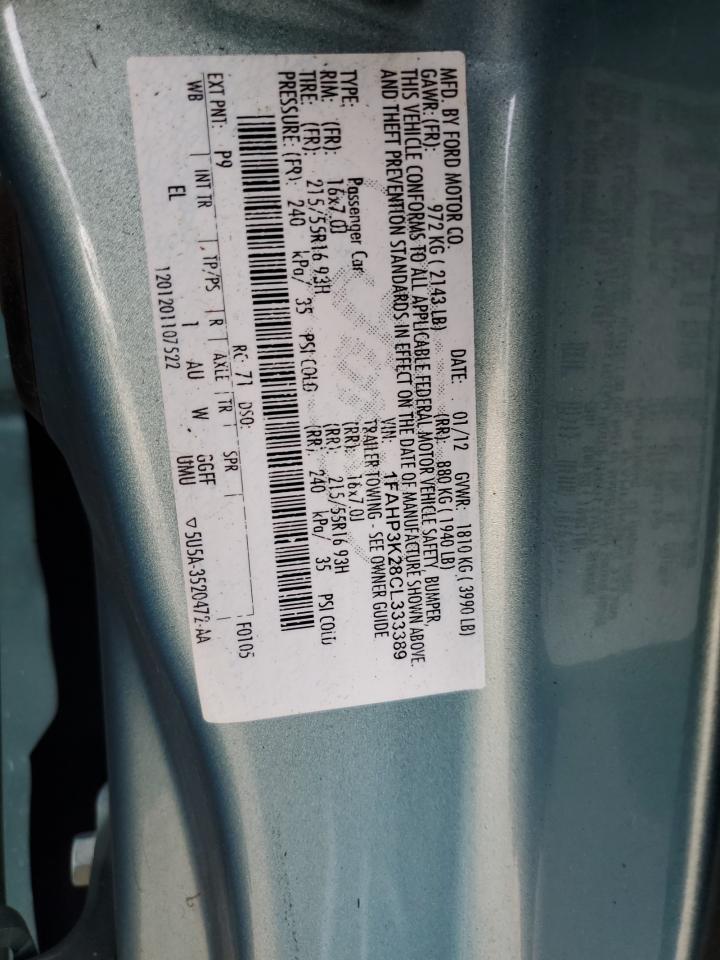 MFD. BY FORD MOTOR CO.
DATE: 01/12 GVWR: 1810 KG ( 3990 LB)
GAWR: (FR): 972 KG ( 2143 LB) (RR): 880 KG ( 1940 LB)
THIS VEHICLE CONFORMS TO ALL APPLICABLE FEDERAL MOTOR VEHICLE SAFETY, BUMPER,
AND THEFT PREVENTION STANDARDS IN EFFECT ON THE DATE OF MANUFACTURE SHOWN ABOVE.
VIN: 1FAHP3K28CL333389
TYPE: Passenger Car TRAILER TOWING - SEE OWNER GUIDE
RIM: (FR): 16x7.0J (RR): 16x7.0J
TIRE: (FR): 215/55R16 93H (RR): 215/55R16 93H
PRESSURE: (FR): 240 kPa/ 35 PSI COLD (RR): 240 kPa/ 35 PSI COLD
RC: 71 DSO: F0105
EXT PNT: P9 INT TR TP/PS R AXLE TR SPR
WB EL 1 AU W GGFF
1201201107522 UMU ▽5U5A-3520472-AA